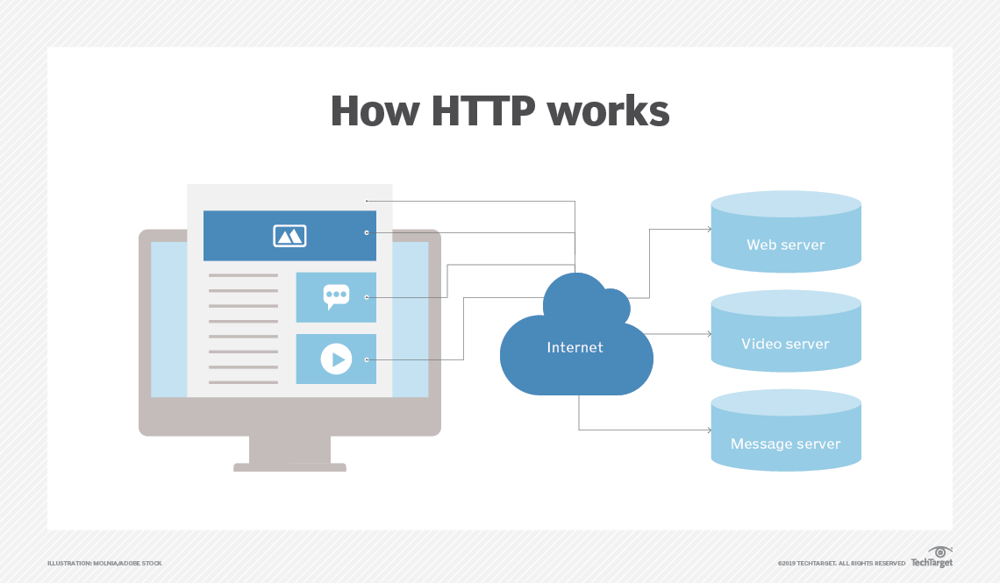 How HTTP works
Web server
Internet
Video server
Message server
ILLUSTRATION: MOLNIA/ADOBE STOCK
©2019 TECHTARGET. ALL RIGHTS RESERVED TechTarget